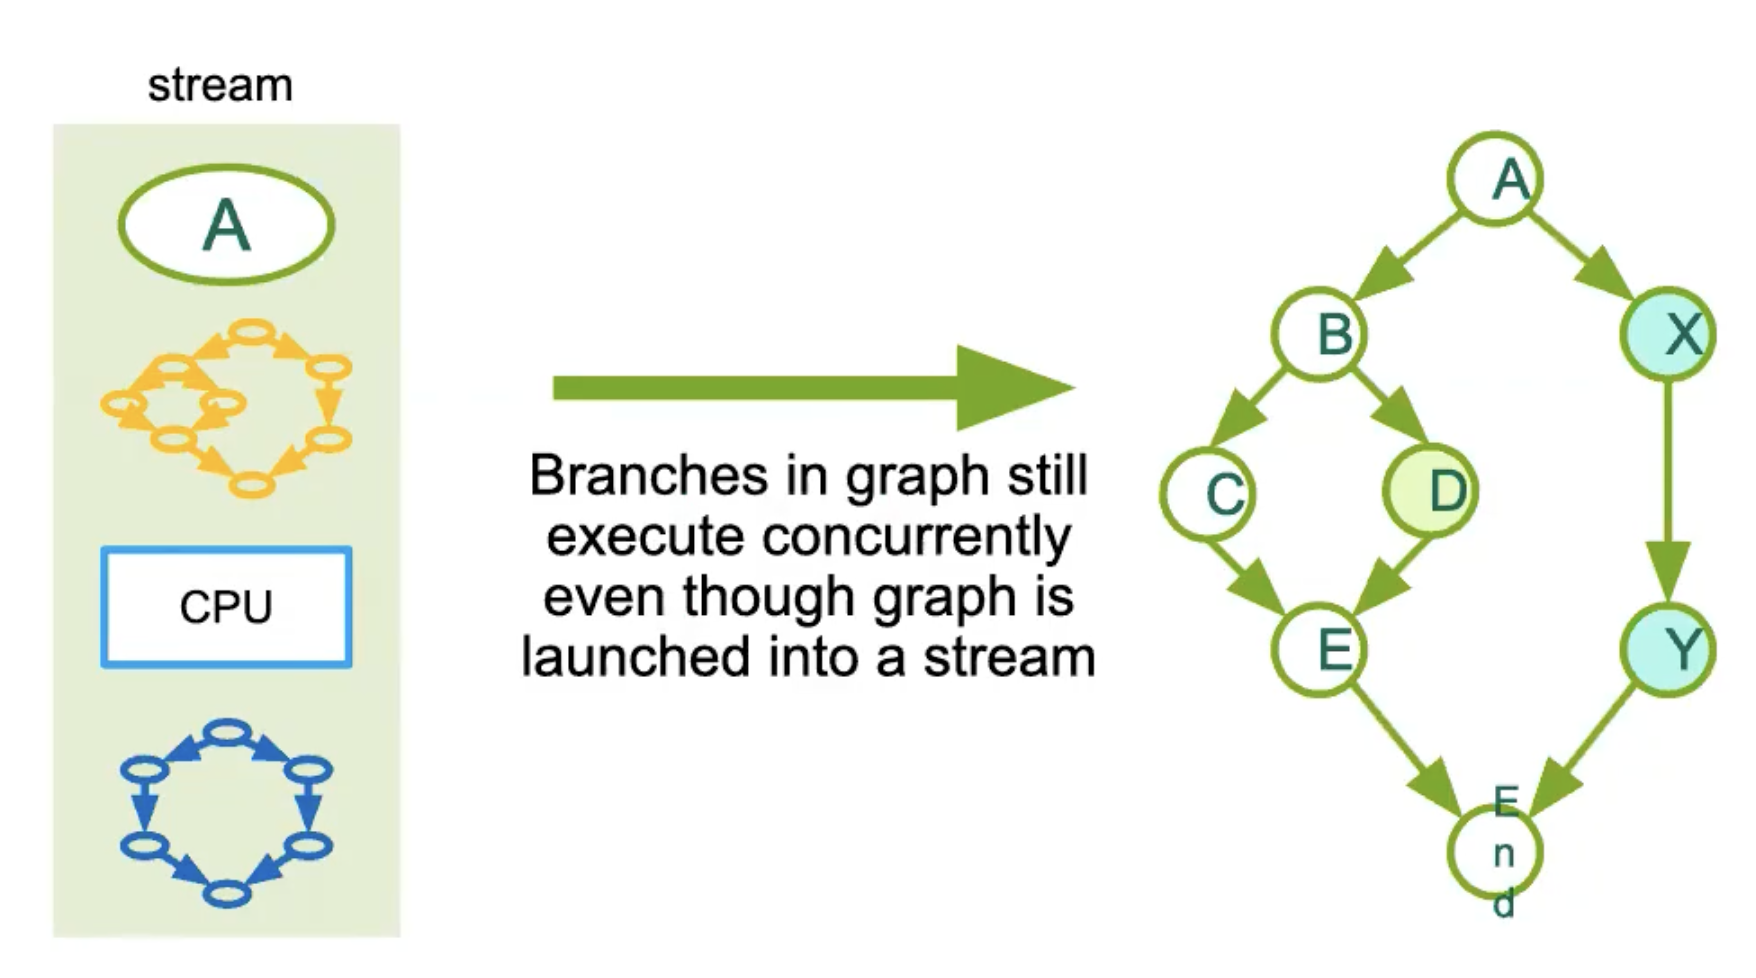 stream
A
CPU
Branches in graph still
execute concurrently
even though graph is
launched into a stream
A
B
X
C
D
E
Y
E
n
d